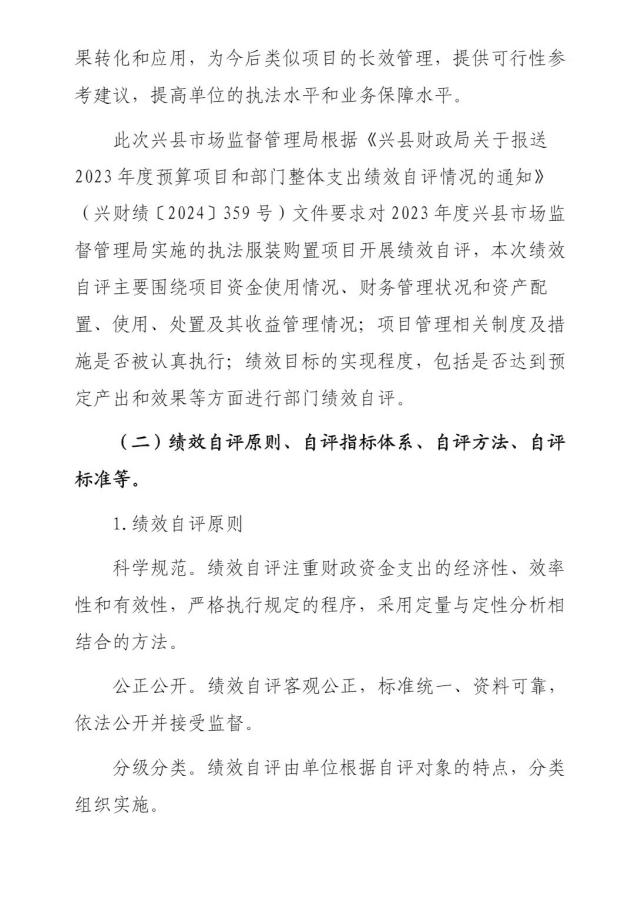 果转化和应用，为今后类似项目的长效管理，提供可行性参
考建议，提高单位的执法水平和业务保障水平。
此次兴县市场监督管理局根据《兴县财政局关于报送
2023 年度预算项目和部门整体支出绩效自评情况的通知》
（兴财绩〔2024〕359 号）文件要求对 2023 年度兴县市场监
督管理局实施的执法服装购置项目开展绩效自评，本次绩效
自评主要围绕项目资金使用情况、财务管理状况和资产配
置、使用、处置及其收益管理情况；项目管理相关制度及措
施是否被认真执行；绩效目标的实现程度，包括是否达到预
定产出和效果等方面进行部门绩效自评。
（二）绩效自评原则、自评指标体系、自评方法、自评
标准等。
1.绩效自评原则
科学规范。绩效自评注重财政资金支出的经济性、效率
性和有效性，严格执行规定的程序，采用定量与定性分析相
结合的方法。
公正公开。绩效自评客观公正，标准统一、资料可靠，
依法公开并接受监督。
分级分类。绩效自评由单位根据自评对象的特点，分类
组织实施。